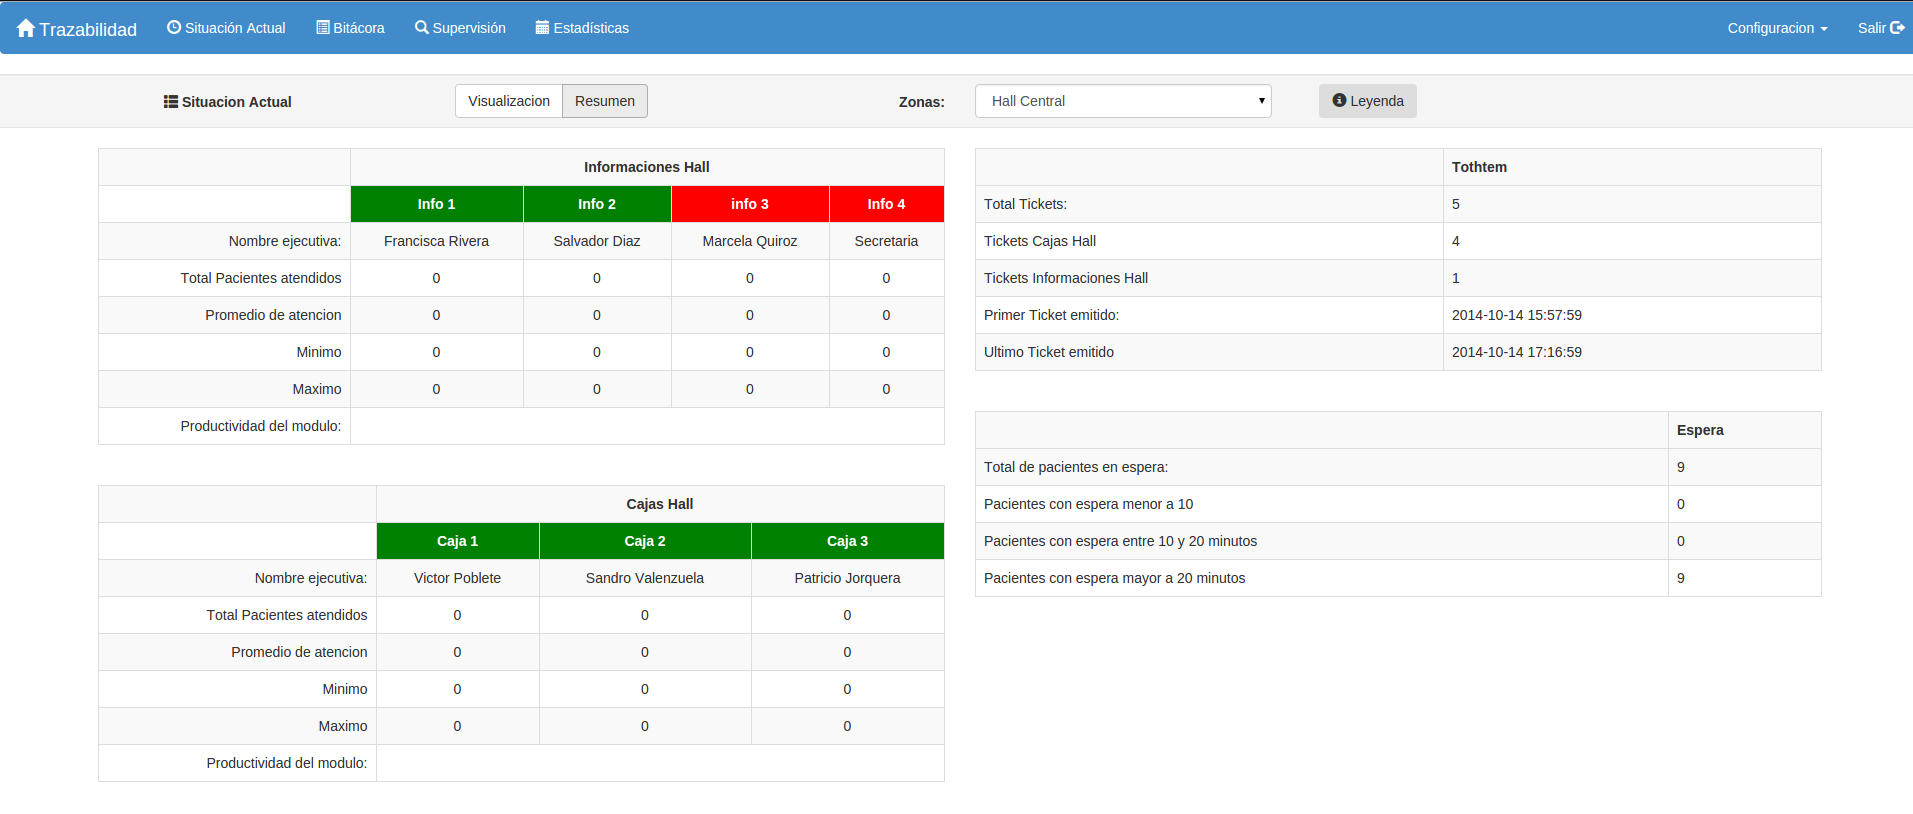 Trazabilidad Situación Actual Bitácora Supervisión Estadísticas Configuracion Salir
Situacion Actual Visualizacion Resumen Zonas: Hall Central Leyenda
Informaciones Hall
Info 1 Info 2 info 3 Info 4
Nombre ejecutiva: Francisca Rivera Salvador Diaz Marcela Quiroz Secretaria
Total Pacientes atendidos 0 0 0 0
Promedio de atencion 0 0 0 0
Minimo 0 0 0 0
Maximo 0 0 0 0
Productividad del modulo:
Cajas Hall
Caja 1 Caja 2 Caja 3
Nombre ejecutiva: Victor Poblete Sandro Valenzuela Patricio Jorquera
Total Pacientes atendidos 0 0 0
Promedio de atencion 0 0 0
Minimo 0 0 0
Maximo 0 0 0
Productividad del modulo:
Tothtem
Total Tickets: 5
Tickets Cajas Hall 4
Tickets Informaciones Hall 1
Primer Ticket emitido: 2014-10-14 15:57:59
Ultimo Ticket emitido 2014-10-14 17:16:59
Espera
Total de pacientes en espera: 9
Pacientes con espera menor a 10 0
Pacientes con espera entre 10 y 20 minutos 0
Pacientes con espera mayor a 20 minutos 9